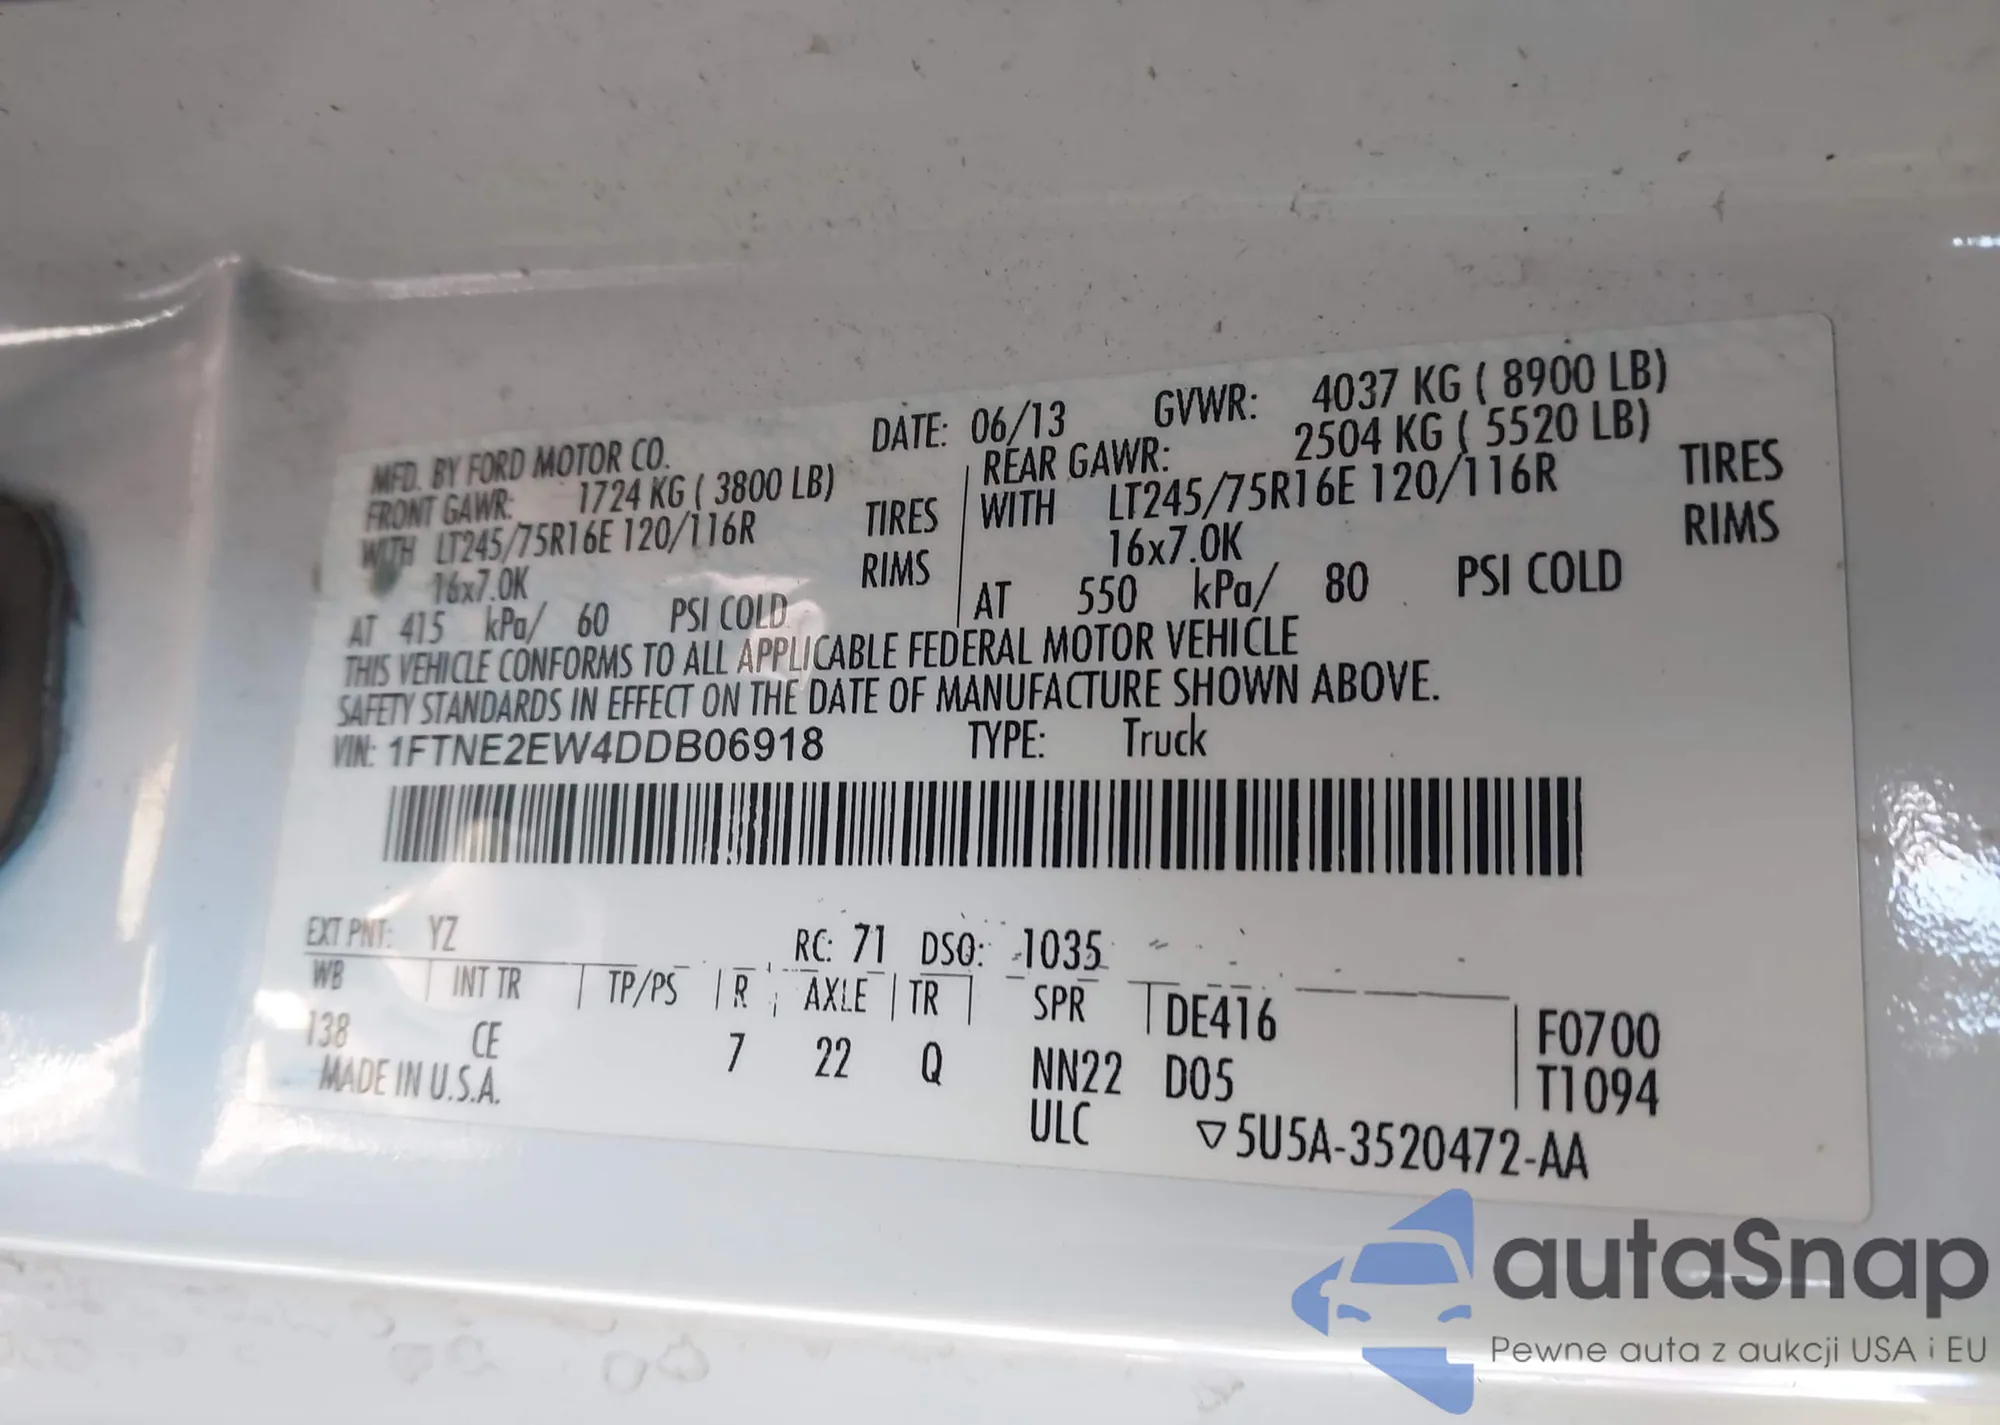 MFD. BY FORD MOTOR CO. DATE: 06/13 GVWR: 4037 KG ( 8900 LB)
FRONT GAWR: 1724 KG ( 3800 LB) REAR GAWR: 2504 KG ( 5520 LB)
WITH LT245/75R16E 120/116R TIRES WITH LT245/75R16E 120/116R TIRES
16x7.0K RIMS 16x7.0K RIMS
AT 415 kPa/ 60 PSI COLD AT 550 kPa/ 80 PSI COLD
THIS VEHICLE CONFORMS TO ALL APPLICABLE FEDERAL MOTOR VEHICLE
SAFETY STANDARDS IN EFFECT ON THE DATE OF MANUFACTURE SHOWN ABOVE.
VIN: 1FTNE2EW4DDB06918 TYPE: Truck
EXT PNT: YZ RC: 71 DSO: 1035
WB INT TR TP/PS R AXLE TR SPR DE416 F0700
138 CE 7 22 Q NN22 D05 T1094
MADE IN U.S.A. ULC ▽5U5A-3520472-AA
autaSnap
Pewne auta z aukcji USA i EU